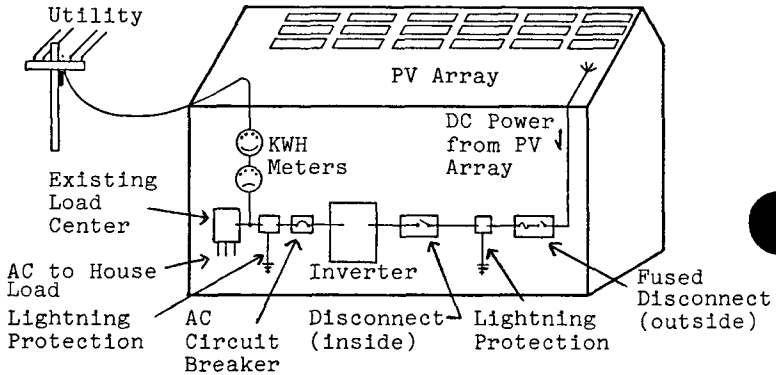 Utility
PV Array
KWH
Meters
DC Power
from PV
Array
Existing
Load
Center
AC to House
Load
Lightning
Protection
AC
Circuit
Breaker
Inverter
Disconnect
(inside)
Lightning
Protection
Fused
Disconnect
(outside)